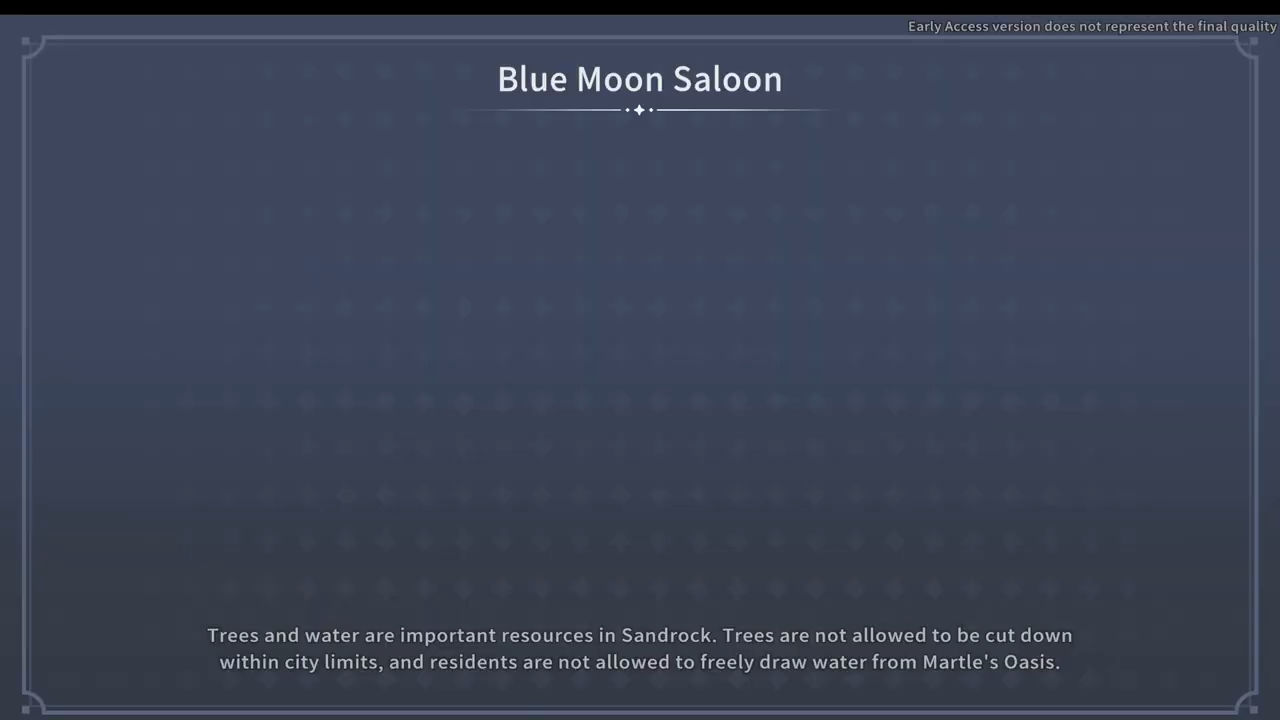 Early Access version does not represent the final quality
Blue Moon Saloon
Trees and water are important resources in Sandrock. Trees are not allowed to be cut down
within city limits, and residents are not allowed to freely draw water from Martle's Oasis.